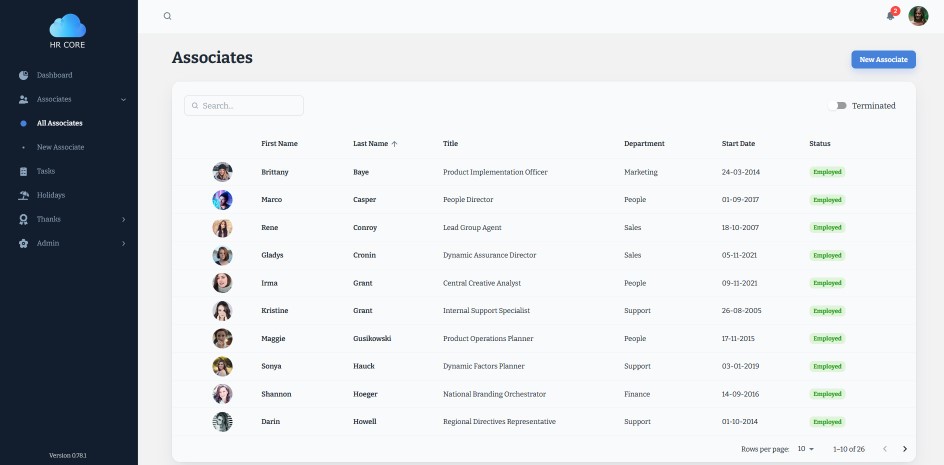 HR CORE
Dashboard
Associates
All Associates
New Associate
Tasks
Holidays
Thanks
Admin
Version 0.78.1
2
Associates
New Associate
Search...
Terminated
First Name Last Name Title Department Start Date Status
Brittany Baye Product Implementation Officer Marketing 24-03-2014 Employed
Marco Casper People Director People 01-09-2017 Employed
Rene Conroy Lead Group Agent Sales 18-10-2007 Employed
Gladys Cronin Dynamic Assurance Director Sales 05-11-2021 Employed
Irma Grant Central Creative Analyst People 09-11-2021 Employed
Kristine Grant Internal Support Specialist Support 26-08-2005 Employed
Maggie Gusikowski Product Operations Planner People 17-11-2015 Employed
Sonya Hauck Dynamic Factors Planner Support 03-01-2019 Employed
Shannon Hoeger National Branding Orchestrator Finance 14-09-2016 Employed
Darin Howell Regional Directives Representative Support 01-10-2014 Employed
Rows per page: 10 1-10 of 26